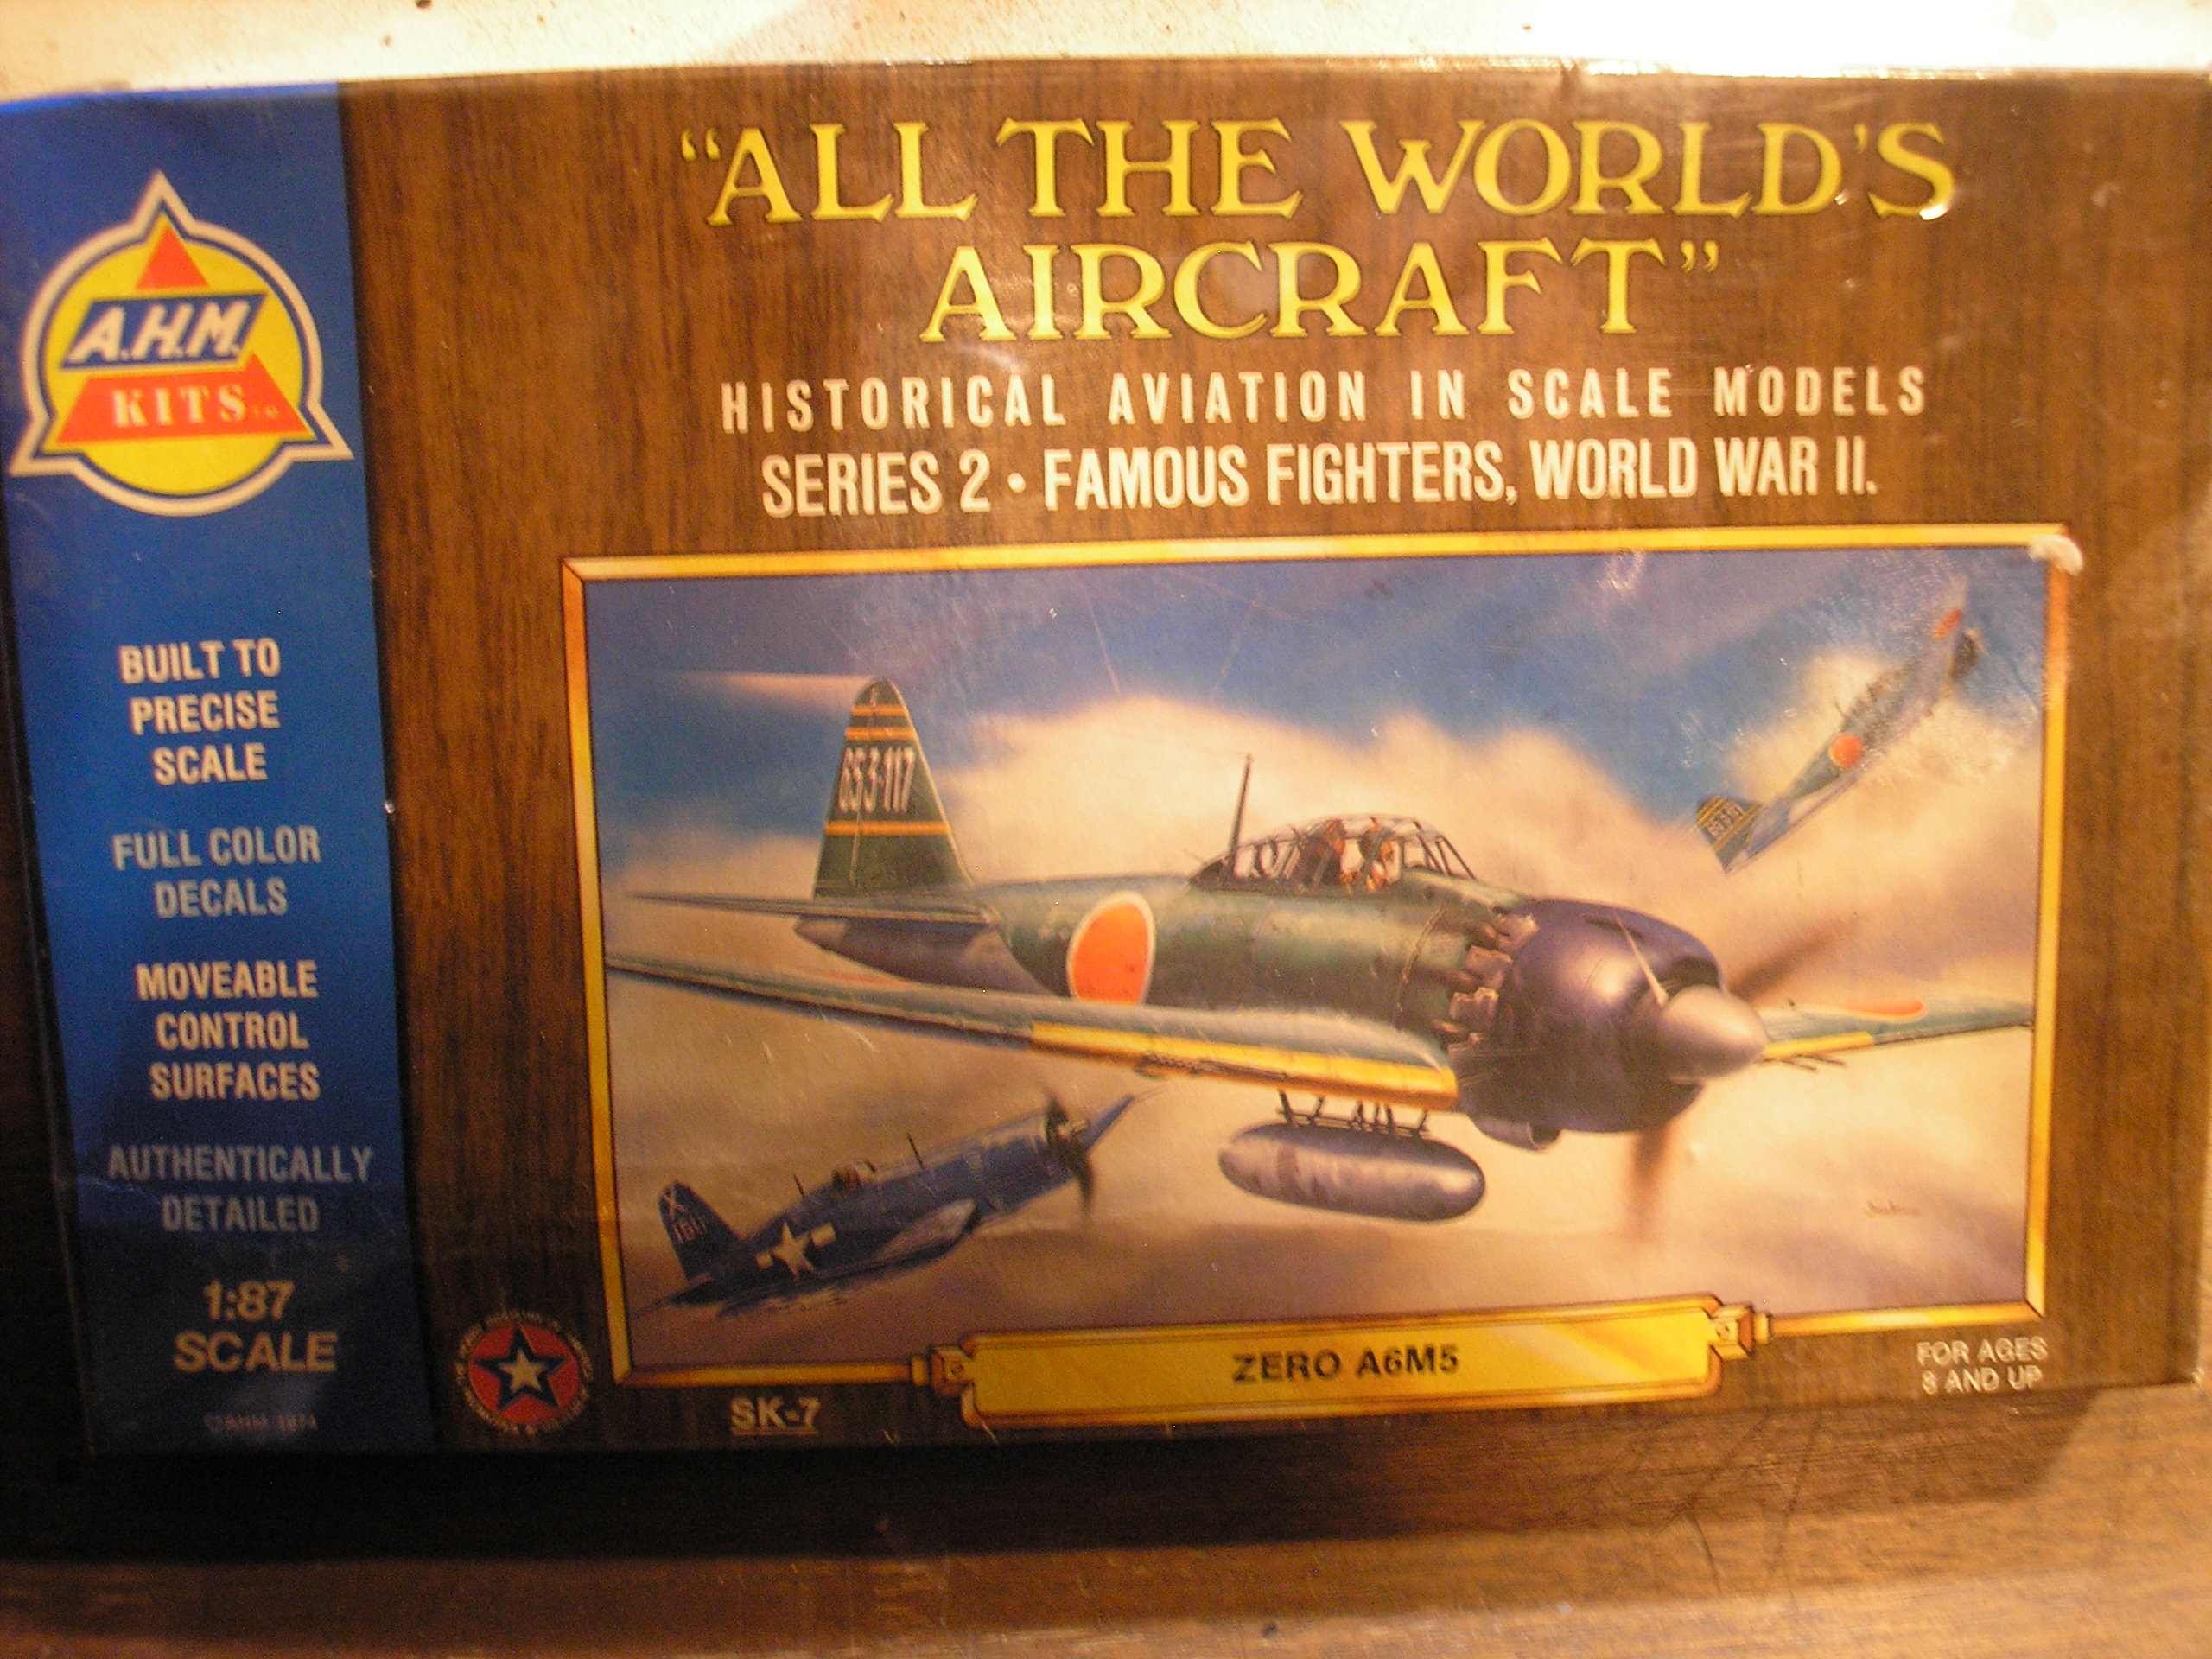 A.H.M.
KITS
BUILT TO
PRECISE
SCALE
FULL COLOR
DECALS
MOVEABLE
CONTROL
SURFACES
AUTHENTICALLY
DETAILED
1:87
SCALE
"ALL THE WORLD'S
AIRCRAFT"
HISTORICAL AVIATION IN SCALE MODELS
SERIES 2 • FAMOUS FIGHTERS, WORLD WAR II.
653-117
ZERO A6M5
SK-7
FOR AGES
8 AND UP